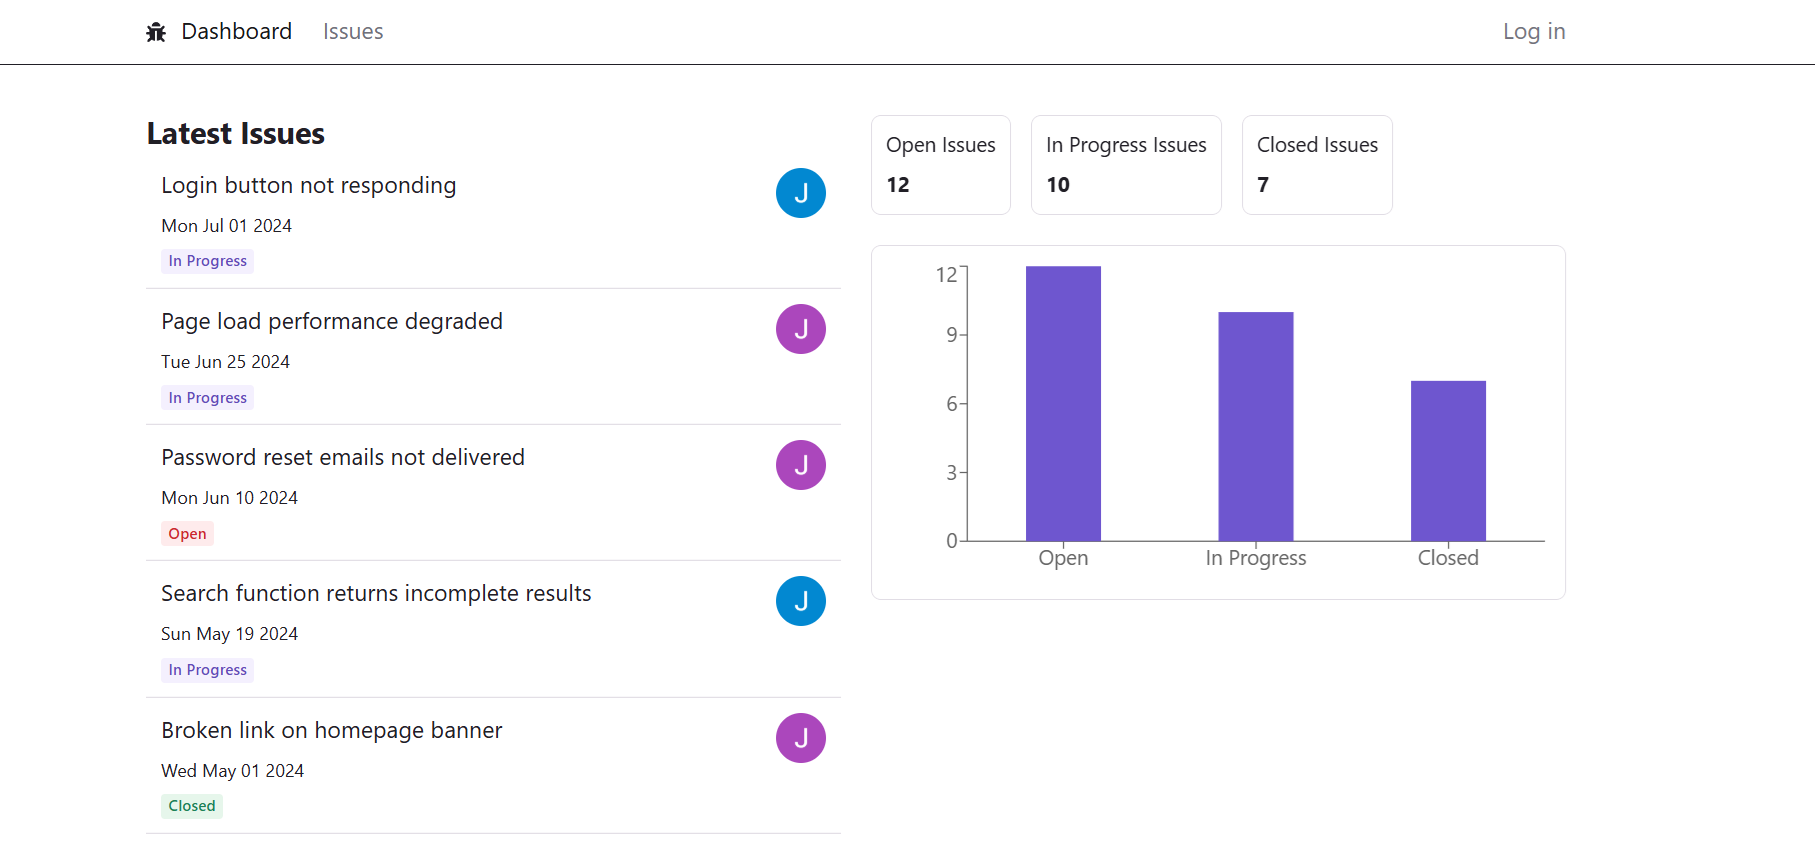 Dashboard Issues Log in
Latest Issues
Login button not responding
J
Mon Jul 01 2024
In Progress
Page load performance degraded
J
Tue Jun 25 2024
In Progress
Password reset emails not delivered
J
Mon Jun 10 2024
Open
Search function returns incomplete results
J
Sun May 19 2024
In Progress
Broken link on homepage banner
J
Wed May 01 2024
Closed
Open Issues
12
In Progress Issues
10
Closed Issues
7
12
9
6
3
0
Open In Progress Closed